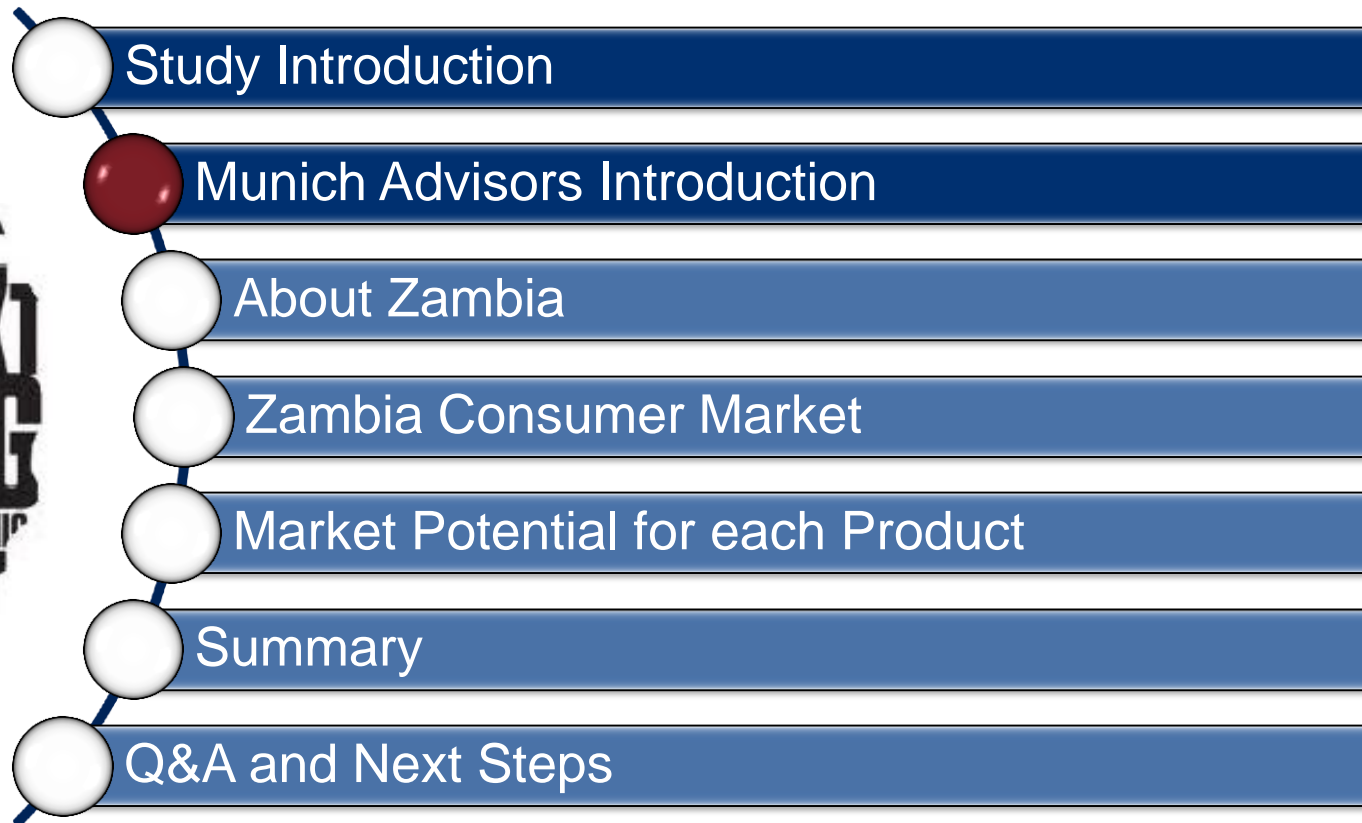 Study Introduction
Munich Advisors Introduction
About Zambia
Zambia Consumer Market
Market Potential for each Product
Summary
Q&A and Next Steps